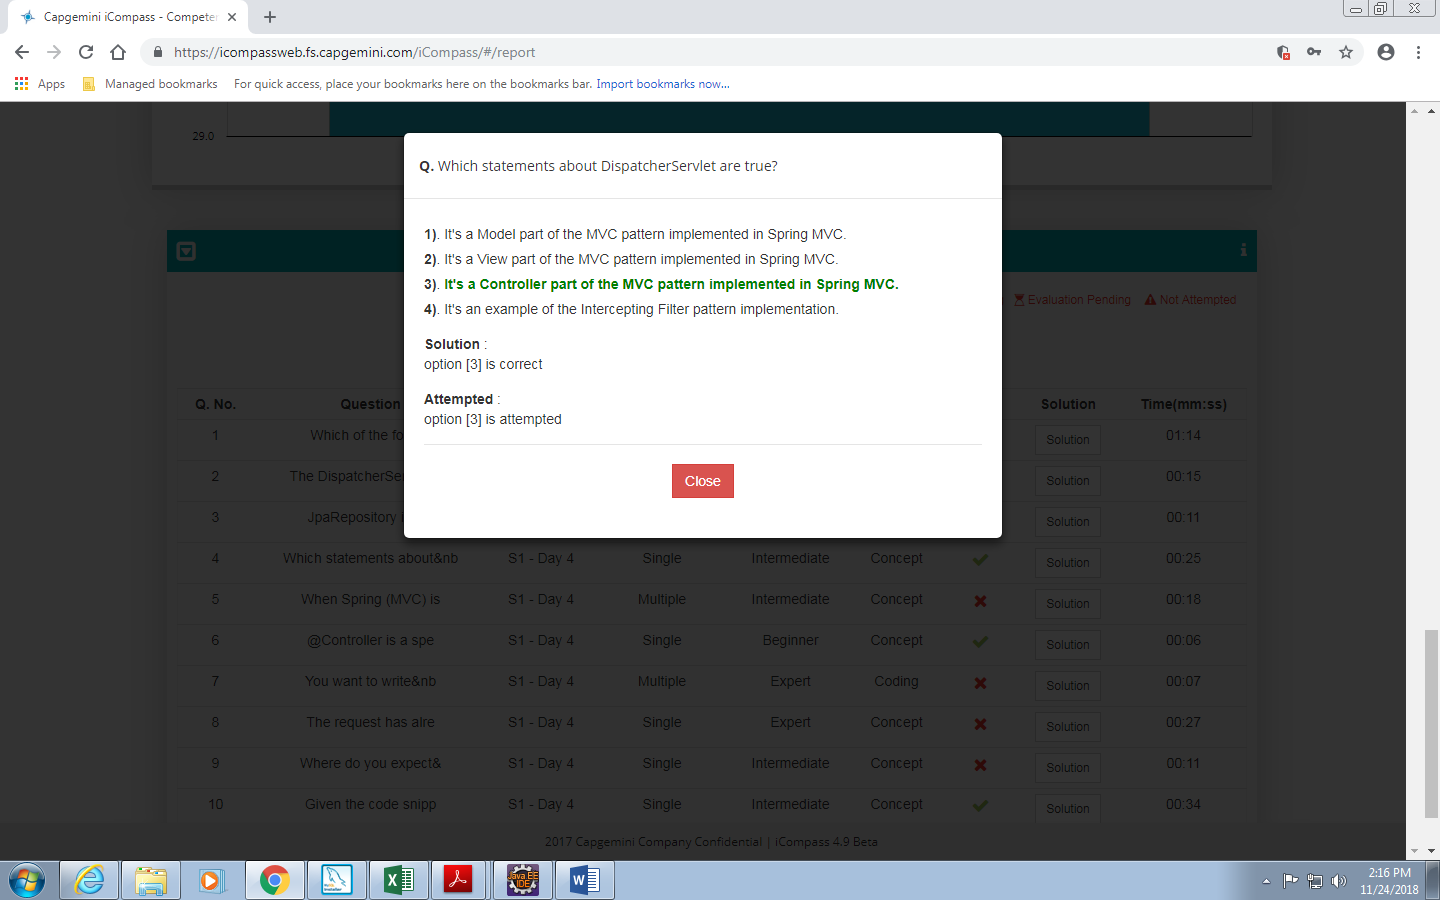 Capgemini iCompass - Competen
https://icompassweb.fs.capgemini.com/iCompass/#/report
Apps Managed bookmarks For quick access, place your bookmarks here on the bookmarks bar. Import bookmarks now...
29.0
Q. Which statements about DispatcherServlet are true?
1). It's a Model part of the MVC pattern implemented in Spring MVC.
2). It's a View part of the MVC pattern implemented in Spring MVC.
3). It's a Controller part of the MVC pattern implemented in Spring MVC.
4). It's an example of the Intercepting Filter pattern implementation.
Solution :
option [3] is correct
Attempted :
option [3] is attempted
Close
Evaluation Pending Not Attempted
Q. No. Question Solution Time(mm:ss)
1 Which of the fo Solution 01:14
2 The DispatcherSe Solution 00:15
3 JpaRepository Solution 00:11
4 Which statements about&nb S1 - Day 4 Single Intermediate Concept Solution 00:25
5 When Spring (MVC) is S1 - Day 4 Multiple Intermediate Concept Solution 00:18
6 @Controller is a spe S1 - Day 4 Single Beginner Concept Solution 00:06
7 You want to write&nb S1 - Day 4 Multiple Expert Coding Solution 00:07
8 The request has alre S1 - Day 4 Single Expert Concept Solution 00:27
9 Where do you expect& S1 - Day 4 Single Intermediate Concept Solution 00:11
10 Given the code snipp S1 - Day 4 Single Intermediate Concept Solution 00:34
2017 Capgemini Company Confidential | iCompass 4.9 Beta
Java EE
IDE
2:16 PM
11/24/2018